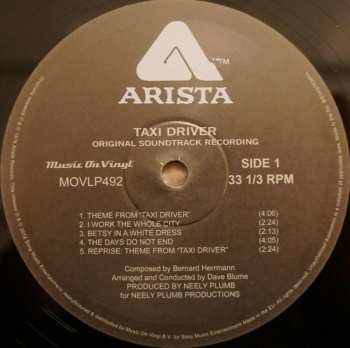 TM
ARISTA
TAXI DRIVER
ORIGINAL SOUNDTRACK RECORDING
Music On Vinyl
SIDE 1
MOVLP492
33 1/3 RPM
1. THEME FROM "TAXI DRIVER" (4:06)
2. I WORK THE WHOLE CITY (2:24)
3. BETSY IN A WHITE DRESS (2:13)
4. THE DAYS DO NOT END (4:05)
5. REPRISE: THEME FROM "TAXI DRIVER" (2:24)
Composed by Bernard Herrmann
Arranged and Conducted by Dave Blume
PRODUCED BY NEELY PLUMB
for NEELY PLUMB PRODUCTIONS